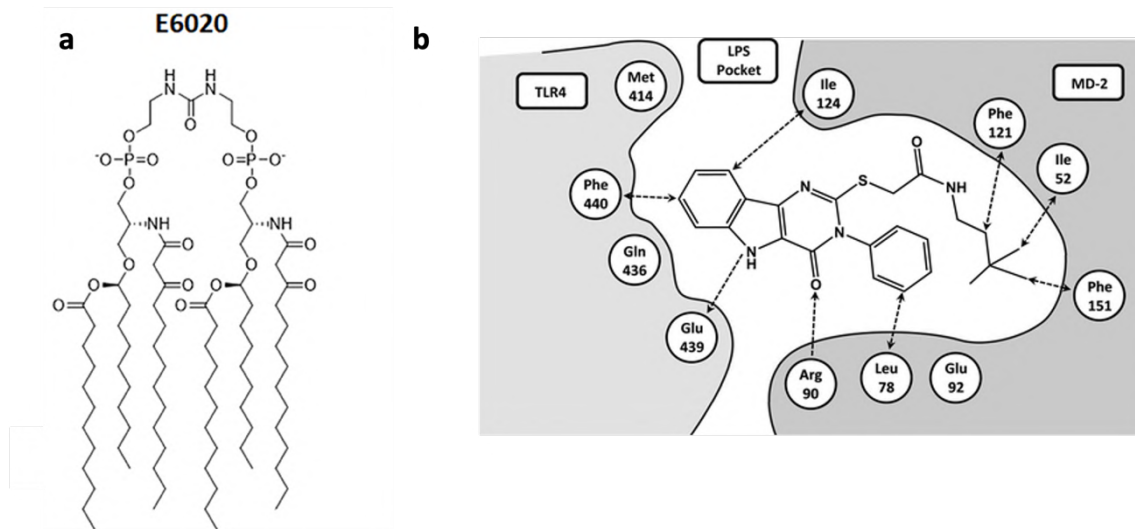 E6020
a
b
H H
N N
O
O O
-O P O O P O-
O O
NH NH
O O O O
O O
O O O O
TLR4
LPS
Pocket
MD-2
Met
414
Ile
124
Phe
121
Ile
52
Phe
440
Gln
436
Glu
439
Arg
90
Leu
78
Glu
92
Phe
151
N
S
O
NH
N
N
H
O